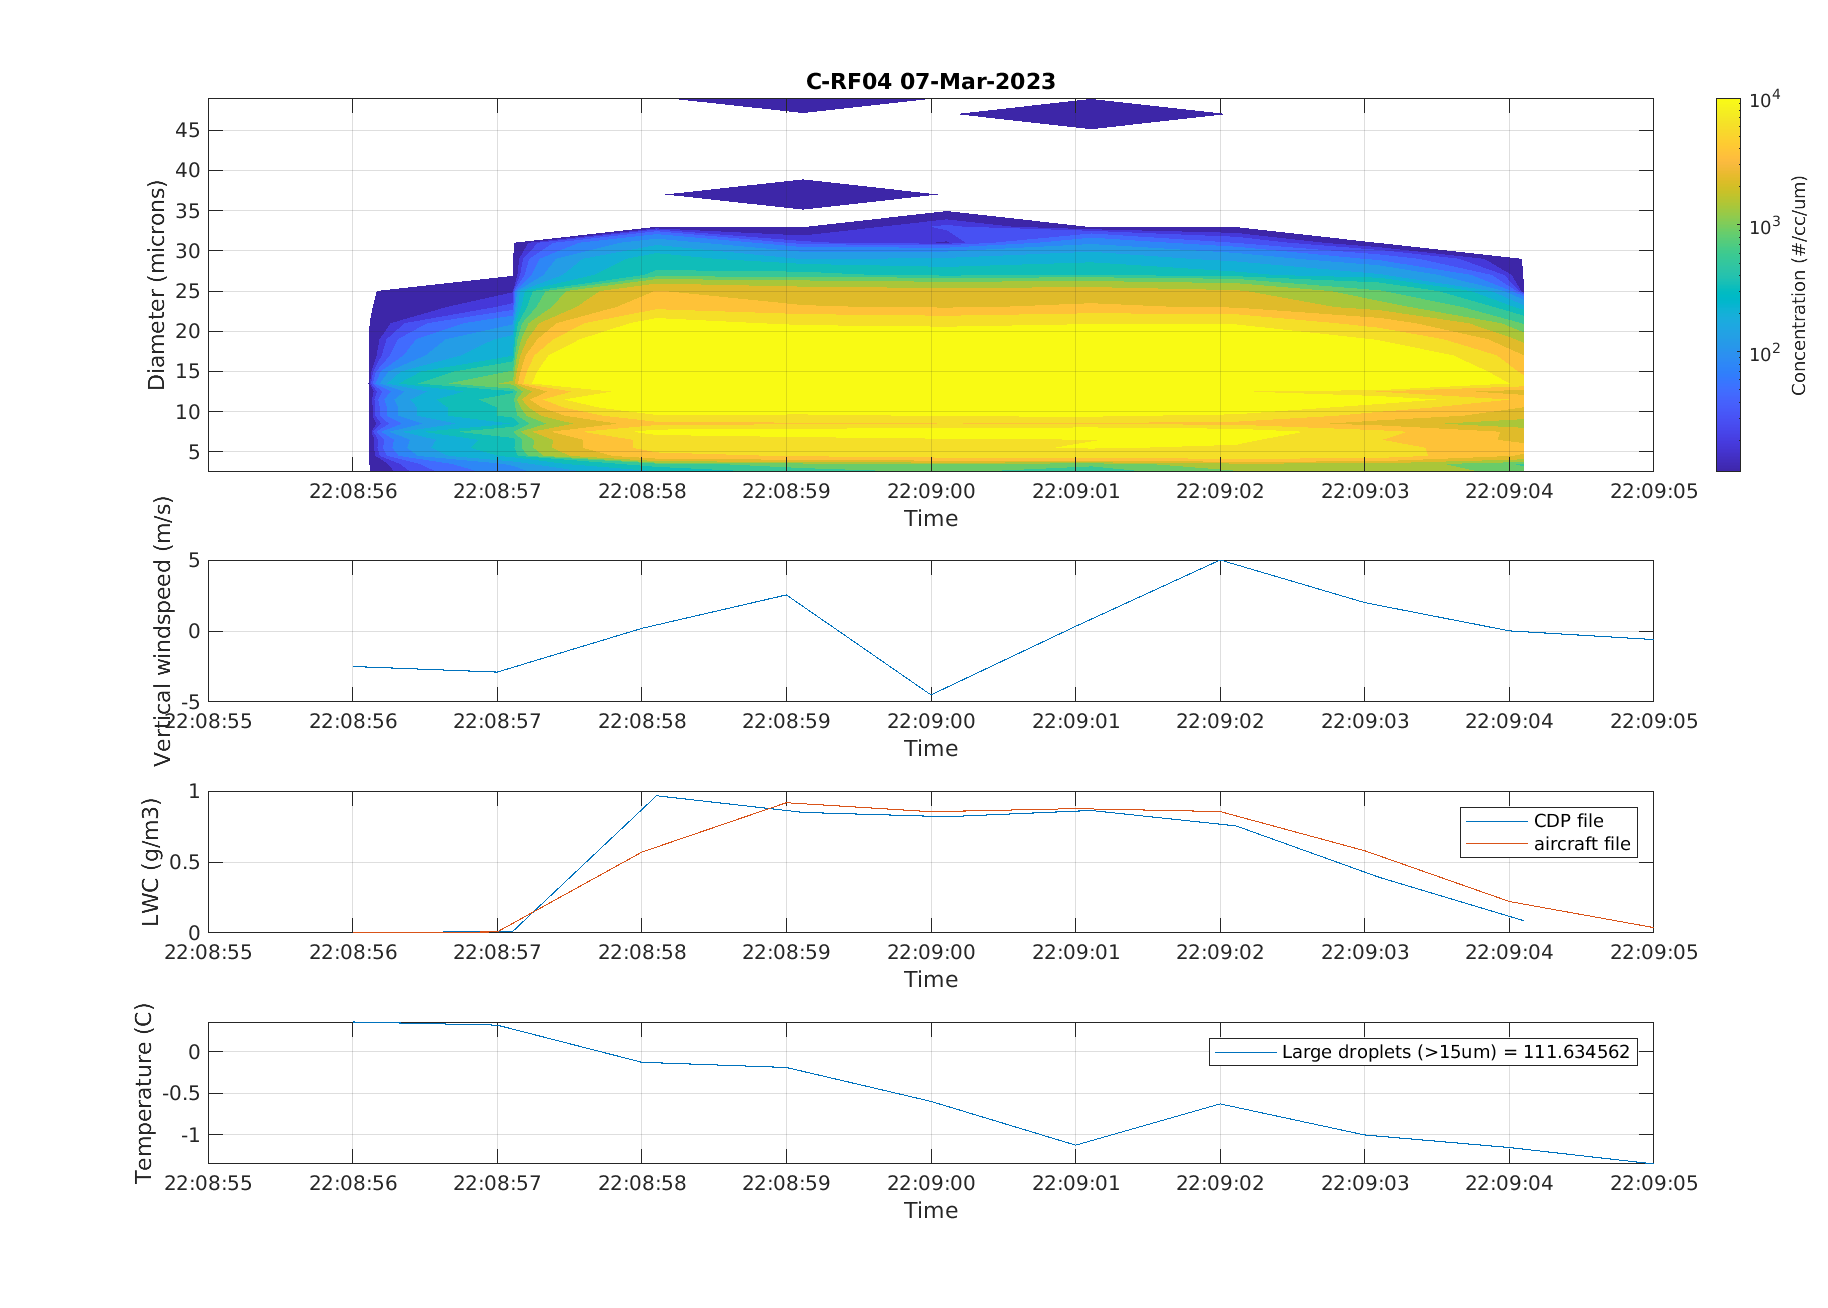 C-RF04 07-Mar-2023
Diameter (microns)
45
40
35
30
25
20
15
10
5
22:08:56 22:08:57 22:08:58 22:08:59 22:09:00 22:09:01 22:09:02 22:09:03 22:09:04 22:09:05
Time
10^4
10^3
10^2
Concentration (#/cc/um)
Vertical windspeed (m/s)
5
0
-5
22:08:55 22:08:56 22:08:57 22:08:58 22:08:59 22:09:00 22:09:01 22:09:02 22:09:03 22:09:04 22:09:05
Time
LWC (g/m3)
1
0.5
0
CDP file
aircraft file
22:08:55 22:08:56 22:08:57 22:08:58 22:08:59 22:09:00 22:09:01 22:09:02 22:09:03 22:09:04 22:09:05
Time
Temperature (C)
0
-0.5
-1
Large droplets (>15um) = 111.634562
22:08:55 22:08:56 22:08:57 22:08:58 22:08:59 22:09:00 22:09:01 22:09:02 22:09:03 22:09:04 22:09:05
Time